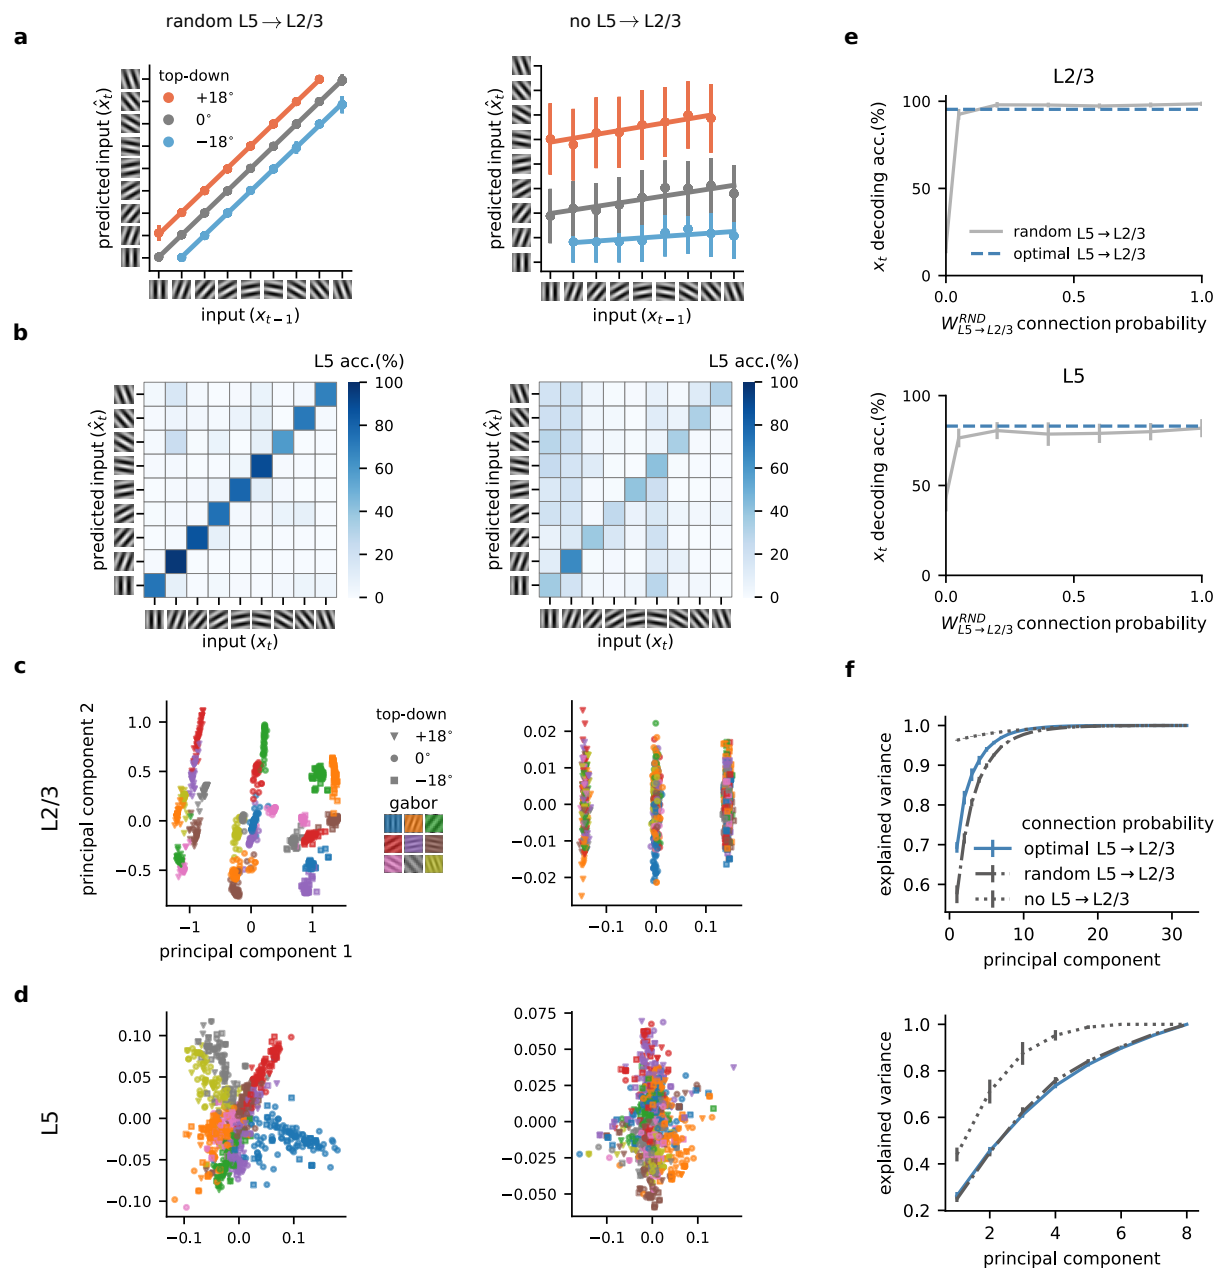 random L5 → L2/3
no L5 → L2/3
a
top-down
+18°
0°
−18°
predicted input (x̂ₜ)
input (xₜ₋₁)
predicted input (x̂ₜ)
input (xₜ₋₁)
e
L2/3
100
50
0
xₜ decoding acc.(%)
random L5→L2/3
optimal L5→L2/3
0.0
0.5
1.0
W^RND_L5→L2/3 connection probability
b
L5 acc.(%)
100
80
60
40
20
0
predicted input (x̂ₜ)
input (xₜ)
L5 acc.(%)
100
80
60
40
20
0
predicted input (x̂ₜ)
input (xₜ)
L5
100
50
0
xₜ decoding acc.(%)
0.0
0.5
1.0
W^RND_L5→L2/3 connection probability
c
L2/3
principal component 2
1.0
0.5
0.0
−0.5
−1
0
1
principal component 1
top-down
+18°
0°
−18°
gabor
0.02
0.01
0.00
−0.01
−0.02
−0.1
0.0
0.1
f
explained variance
1.0
0.9
0.8
0.7
0.6
connection probability
optimal L5 → L2/3
random L5 → L2/3
no L5 → L2/3
0
10
20
30
principal component
d
L5
0.10
0.05
0.00
−0.05
−0.10
−0.1
0.0
0.1
0.075
0.050
0.025
0.000
−0.025
−0.050
−0.1
0.0
0.1
explained variance
1.0
0.8
0.6
0.4
0.2
2
4
6
8
principal component